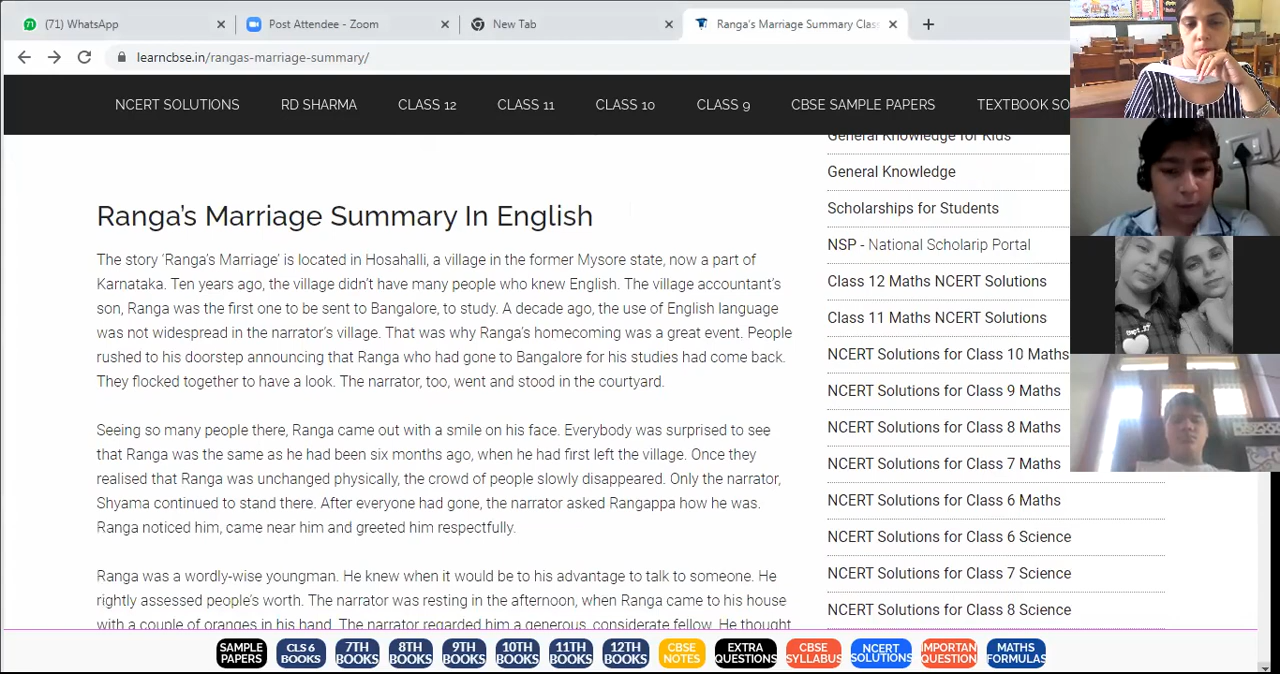 (71) WhatsApp
Post Attendee - Zoom
New Tab
Ranga's Marriage Summary Clas
learncbse.in/rangas-marriage-summary/
NCERT SOLUTIONS
RD SHARMA
CLASS 12
CLASS 11
CLASS 10
CLASS 9
CBSE SAMPLE PAPERS
TEXTBOOK SO
Ranga's Marriage Summary In English
The story 'Ranga's Marriage' is located in Hosahalli, a village in the former Mysore state, now a part of
Karnataka. Ten years ago, the village didn't have many people who knew English. The village accountant's
son, Ranga was the first one to be sent to Bangalore, to study. A decade ago, the use of English language
was not widespread in the narrator's village. That was why Ranga's homecoming was a great event. People
rushed to his doorstep announcing that Ranga who had gone to Bangalore for his studies had come back.
They flocked together to have a look. The narrator, too, went and stood in the courtyard.
Seeing so many people there, Ranga came out with a smile on his face. Everybody was surprised to see
that Ranga was the same as he had been six months ago, when he had first left the village. Once they
realised that Ranga was unchanged physically, the crowd of people slowly disappeared. Only the narrator,
Shyama continued to stand there. After everyone had gone, the narrator asked Rangappa how he was.
Ranga noticed him, came near him and greeted him respectfully.
Ranga was a wordly-wise youngman. He knew when it would be to his advantage to talk to someone. He
rightly assessed people's worth. The narrator was resting in the afternoon, when Ranga came to his house
with a couple of oranges in his hand. The narrator regarded him a generous, considerate fellow. He thought
General Knowledge for Kids
General Knowledge
Scholarships for Students
NSP - National Scholarip Portal
Class 12 Maths NCERT Solutions
Class 11 Maths NCERT Solutions
NCERT Solutions for Class 10 Maths
NCERT Solutions for Class 9 Maths
NCERT Solutions for Class 8 Maths
NCERT Solutions for Class 7 Maths
NCERT Solutions for Class 6 Maths
NCERT Solutions for Class 6 Science
NCERT Solutions for Class 7 Science
NCERT Solutions for Class 8 Science
SAMPLE
PAPERS
CLS 6
BOOKS
7TH
BOOKS
8TH
BOOKS
9TH
BOOKS
10TH
BOOKS
11TH
BOOKS
12TH
BOOKS
CBSE
NOTES
EXTRA
QUESTIONS
CBSE
SYLLABUS
NCERT
SOLUTIONS
IMPORTAN
QUESTION
MATHS
FORMULAS